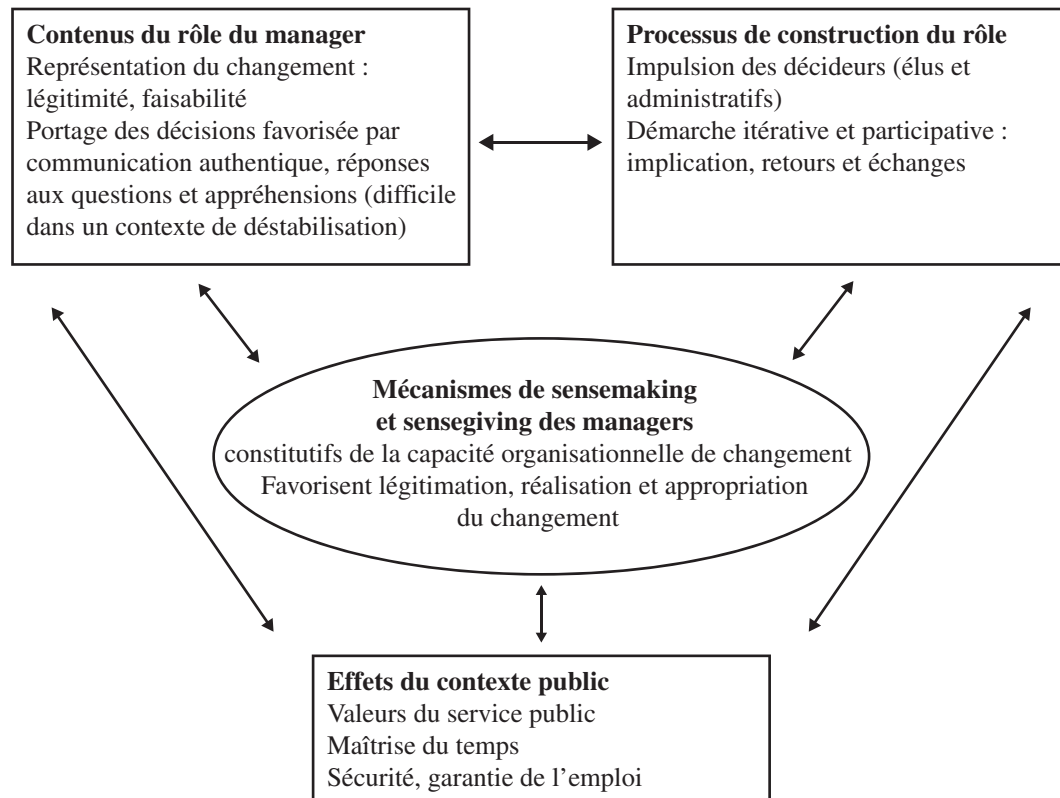 Contenus du rôle du manager
Représentation du changement :
légitimité, faisabilité
Portage des décisions favorisée par
communication authentique, réponses
aux questions et appréhensions (difficile
dans un contexte de déstabilisation)
Processus de construction du rôle
Impulsion des décideurs (élus et
administratifs)
Démarche itérative et participative :
implication, retours et échanges
Mécanismes de sensemaking
et sensegiving des managers
constitutifs de la capacité organisationnelle de changement
Favorisent légitimation, réalisation et appropriation
du changement
Effets du contexte public
Valeurs du service public
Maîtrise du temps
Sécurité, garantie de l’emploi